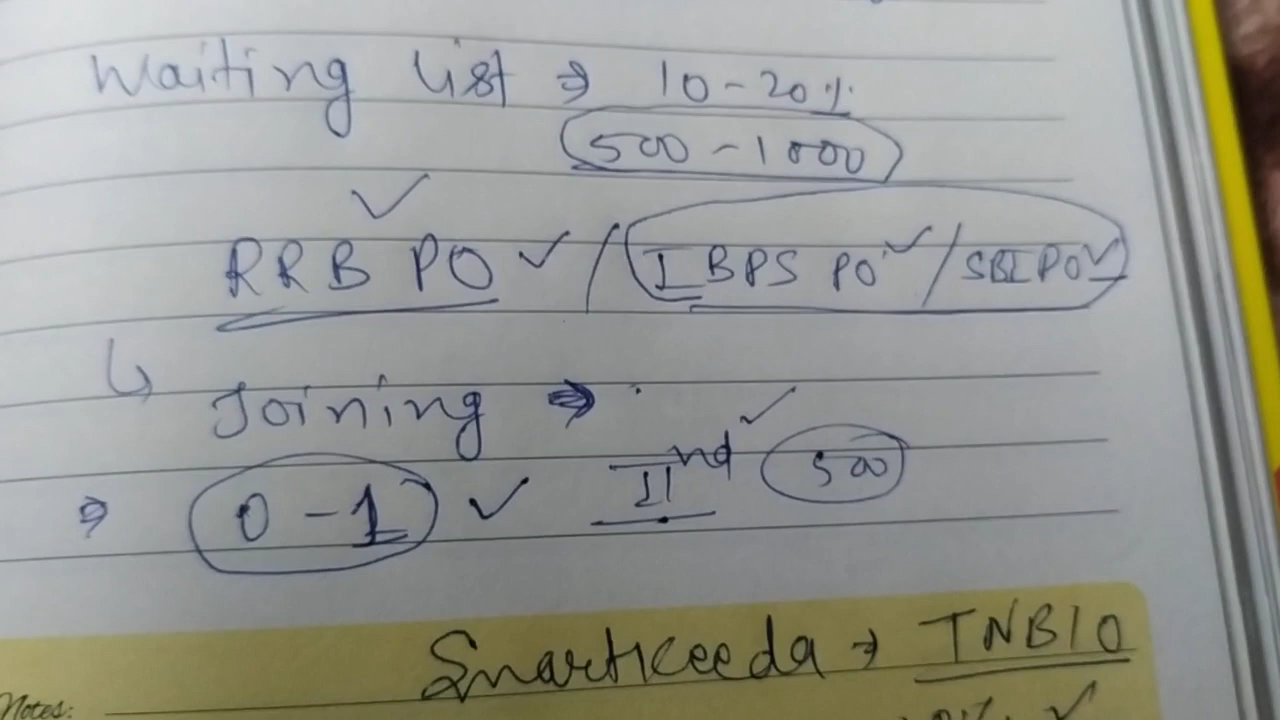 Waiting list ⇒ 10-20%
500-1000
✓
RRB PO ✓ / IBPS PO ✓ / SBI PO ✓
↳ Joining ⇒
⇒ 0-1 ✓ IInd ✓ 500
Smartkeeda → TNB10
Notes: